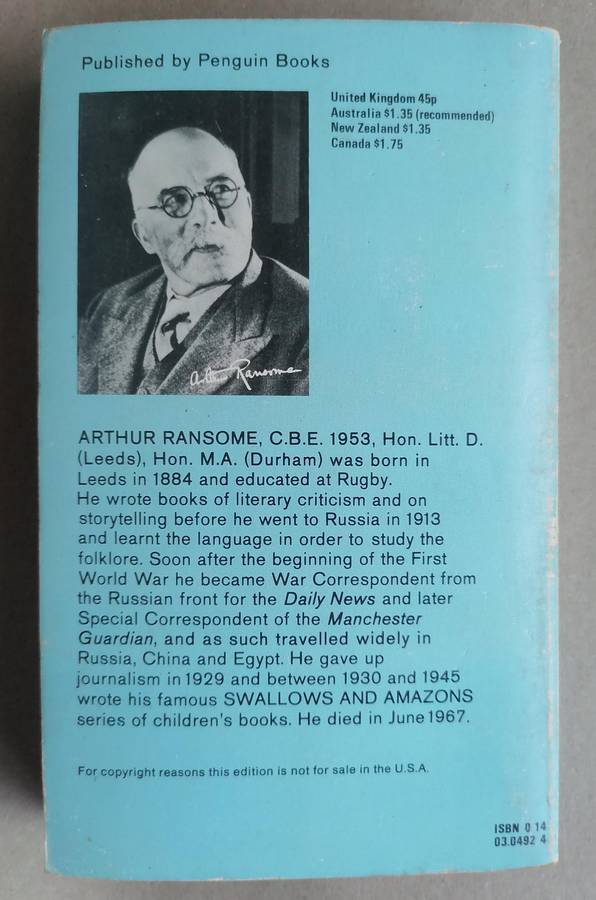 Published by Penguin Books
United Kingdom 45p
Australia $1.35 (recommended)
New Zealand $1.35
Canada $1.75
Arthur Ransome
ARTHUR RANSOME, C.B.E. 1953, Hon. Litt. D.
(Leeds), Hon. M.A. (Durham) was born in
Leeds in 1884 and educated at Rugby.
He wrote books of literary criticism and on
storytelling before he went to Russia in 1913
and learnt the language in order to study the
folklore. Soon after the beginning of the First
World War he became War Correspondent from
the Russian front for the Daily News and later
Special Correspondent of the Manchester
Guardian, and as such travelled widely in
Russia, China and Egypt. He gave up
journalism in 1929 and between 1930 and 1945
wrote his famous SWALLOWS AND AMAZONS
series of children's books. He died in June 1967.
For copyright reasons this edition is not for sale in the U.S.A.
ISBN 0 14
03.0492 4